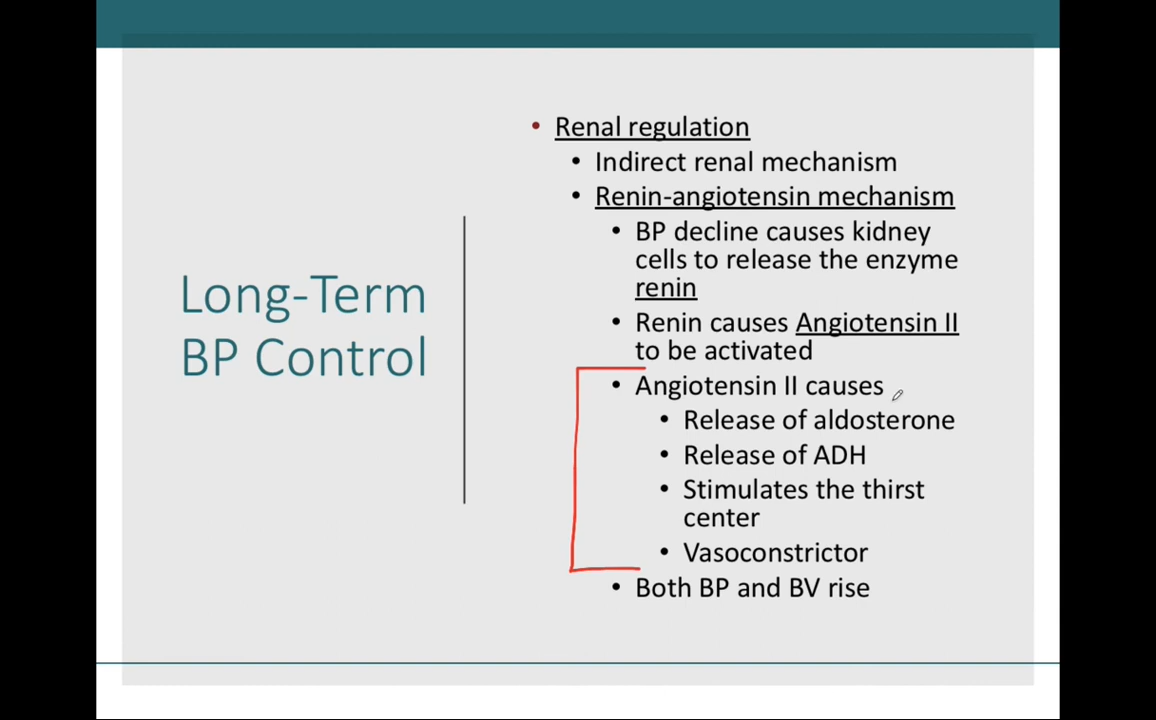 Long-Term
BP Control
• Renal regulation
• Indirect renal mechanism
• Renin-angiotensin mechanism
• BP decline causes kidney
cells to release the enzyme
renin
• Renin causes Angiotensin II
to be activated
• Angiotensin II causes
• Release of aldosterone
• Release of ADH
• Stimulates the thirst
center
• Vasoconstrictor
• Both BP and BV rise